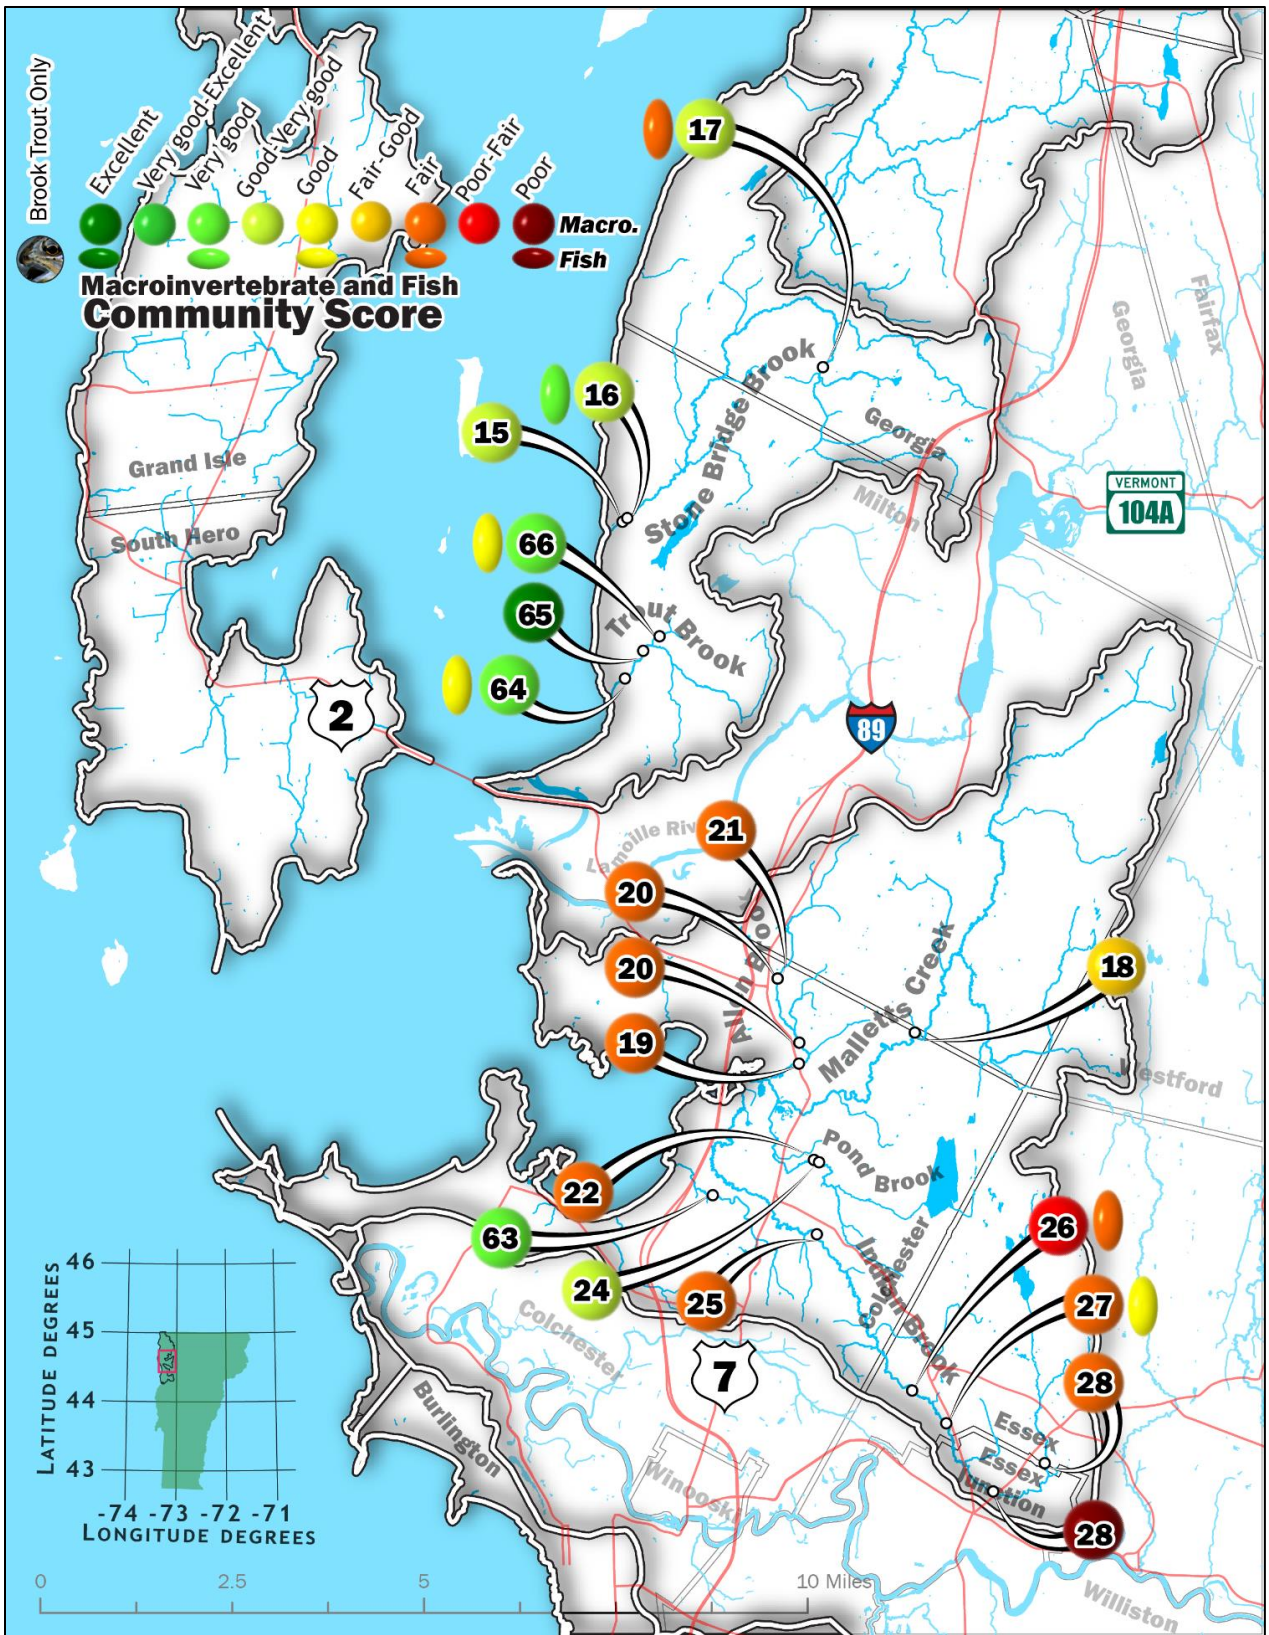 Brook Trout Only
Excellent
Very good-Excellent
Very good
Good-Very good
Good
Fair-Good
Fair
Poor-Fair
Poor
Macro.
Fish
Macroinvertebrate and Fish
Community Score
17
Fairfax
Georgia
16
15
Stone Bridge Brook
Georgia
Grand Isle
South Hero
Milton
VERMONT
104A
66
65
64
Trout Brook
2
89
Lamoille Riv
21
20
20
19
Allen Brook
Malletts Creek
18
Westford
22
63
24
25
Pond Brook
Colchester
Indian Brook
26
27
28
28
Colchester
7
Burlington
Winooski
Essex
Essex
Junction
Williston
LATITUDE DEGREES
46
45
44
43
-74 -73 -72 -71
LONGITUDE DEGREES
0 2.5 5 10 Miles